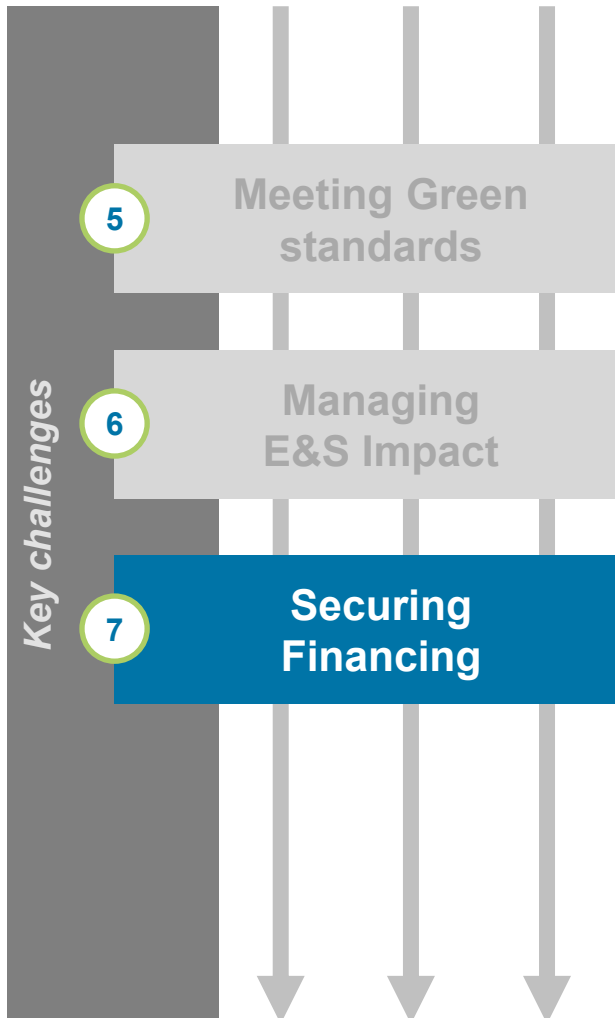 5
Meeting Green
standards
6
Managing
E&S Impact
Key challenges
7
Securing
Financing